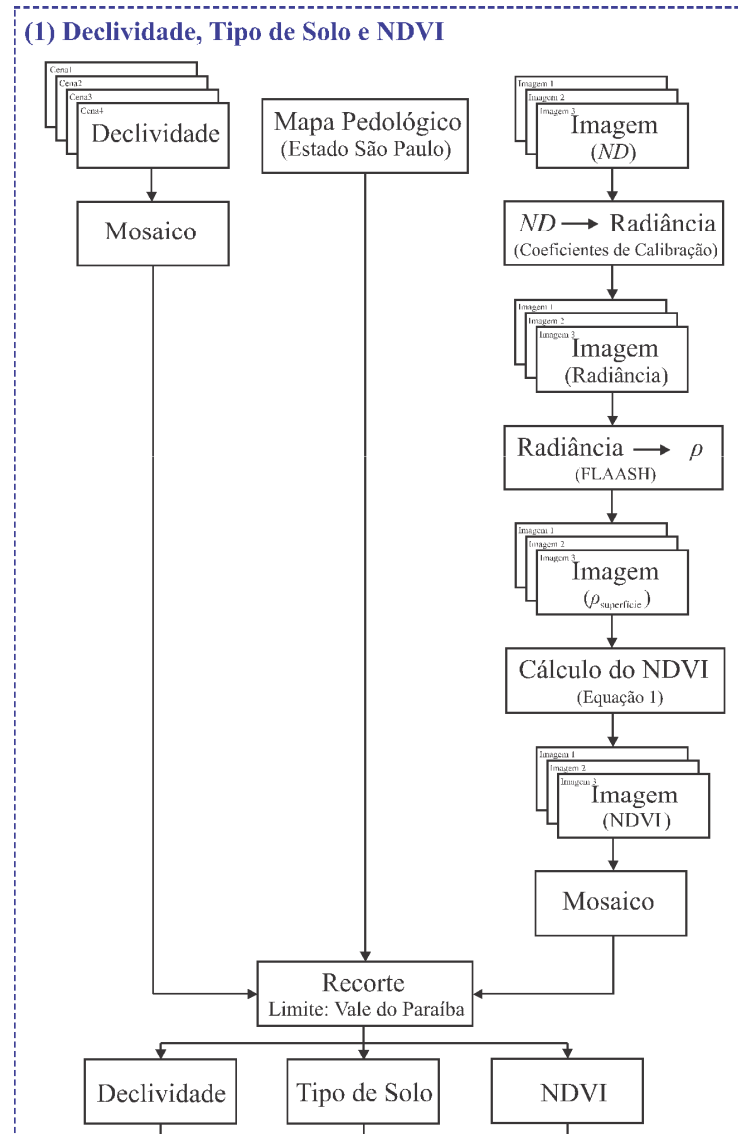 (1) Declividade, Tipo de Solo e NDVI
Cena1
Cena2
Cena3
Cena4
Declividade
Mosaico
Mapa Pedológico
(Estado São Paulo)
Imagem 1
Imagem 2
Imagem 3
Imagem
(ND)
ND → Radiância
(Coeficientes de Calibração)
Imagem 1
Imagem 2
Imagem 3
Imagem
(Radiância)
Radiância → ρ
(FLAASH)
Imagem 1
Imagem 2
Imagem 3
Imagem
(ρsuperfície)
Cálculo do NDVI
(Equação 1)
Imagem 1
Imagem 2
Imagem 3
Imagem
(NDVI)
Mosaico
Recorte
Limite: Vale do Paraíba
Declividade
Tipo de Solo
NDVI